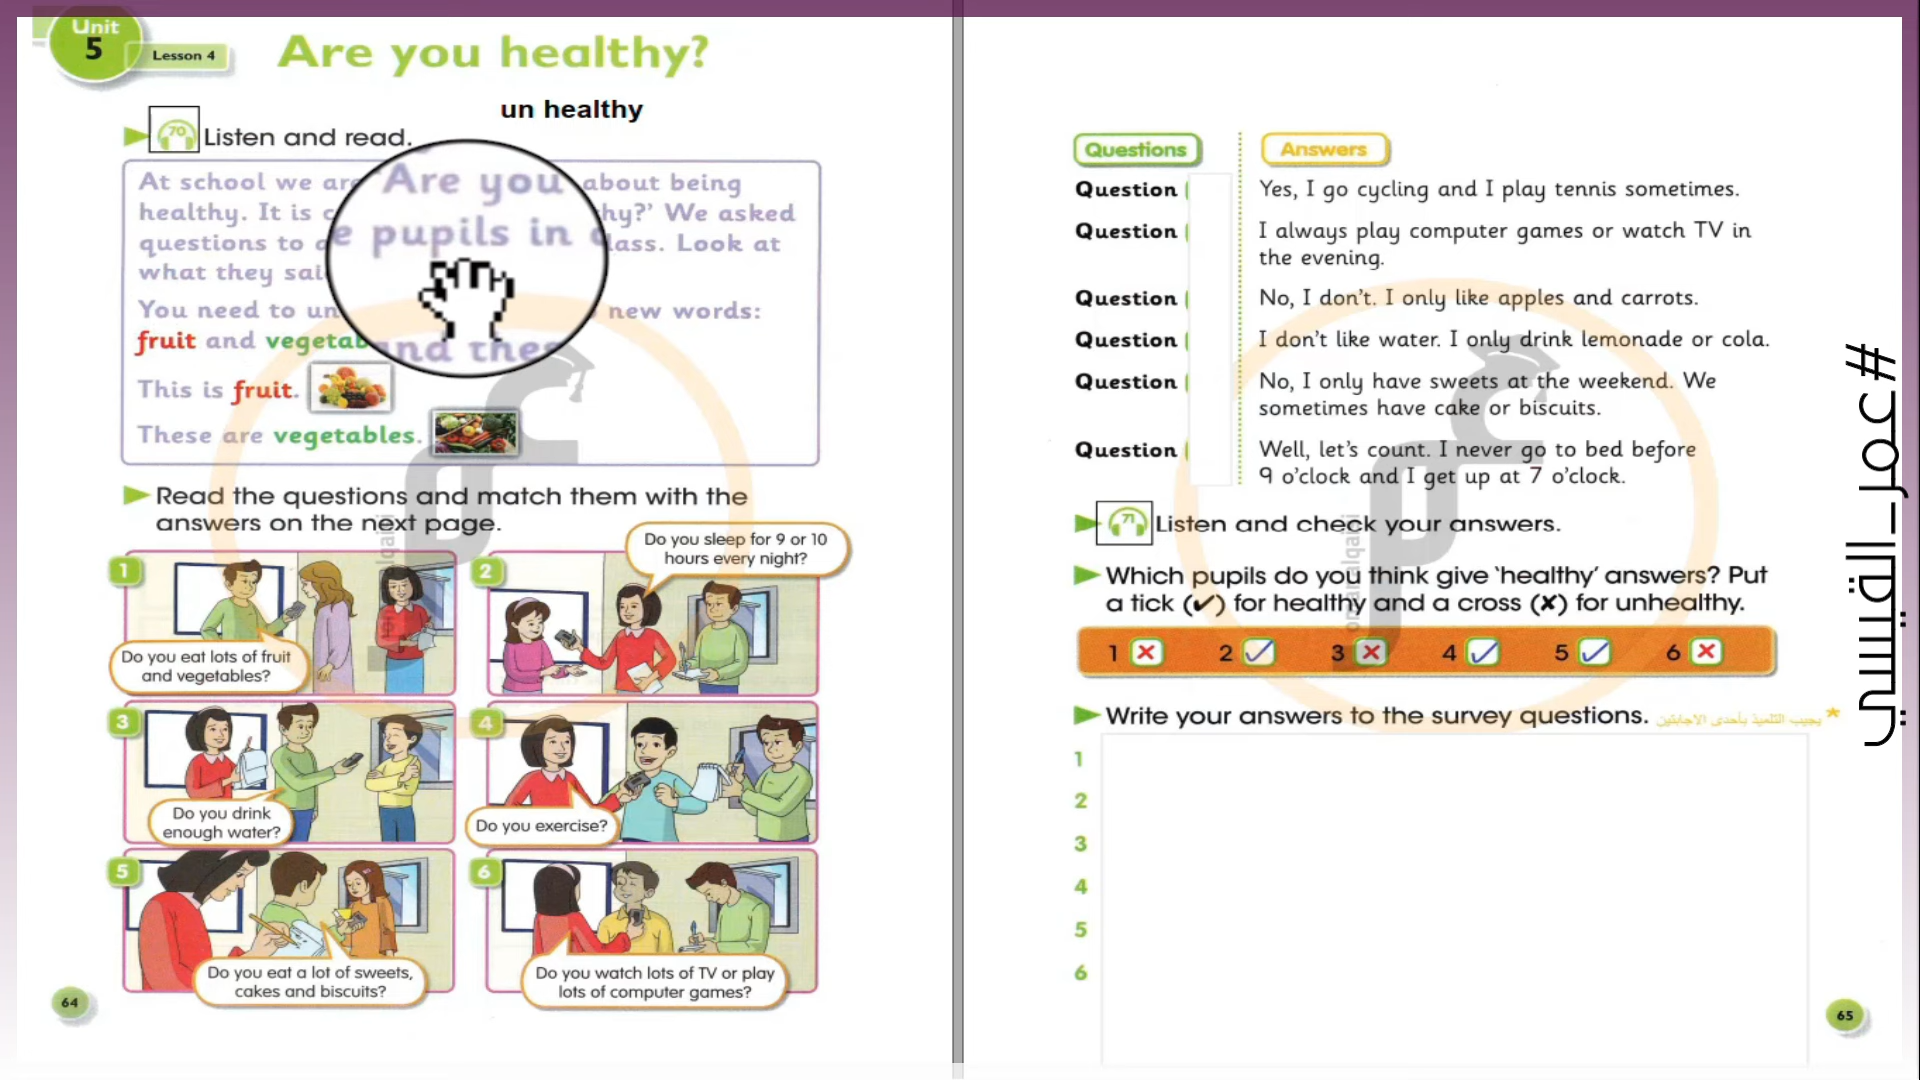 Unit
5
Lesson 4
Are you healthy?
un healthy
70
Listen and read.
At school we are Are you about being
healthy. It is c hy?' We asked
questions to pupils in lass. Look at
what they sai
You need to un new words:
fruit and vegetab and thes
This is fruit.
These are vegetables.
Read the questions and match them with the
answers on the next page.
1
Do you eat lots of fruit
and vegetables?
2
Do you sleep for 9 or 10
hours every night?
3
Do you drink
enough water?
4
Do you exercise?
5
Do you eat a lot of sweets,
cakes and biscuits?
6
Do you watch lots of TV or play
lots of computer games?
64
Questions Answers
Question Yes, I go cycling and I play tennis sometimes.
Question I always play computer games or watch TV in
the evening.
Question No, I don't. I only like apples and carrots.
Question I don't like water. I only drink lemonade or cola.
Question No, I only have sweets at the weekend. We
sometimes have cake or biscuits.
Question Well, let's count. I never go to bed before
9 o'clock and I get up at 7 o'clock.
71
Listen and check your answers.
Which pupils do you think give 'healthy' answers? Put
a tick (✔) for healthy and a cross (✘) for unhealthy.
1 ✗ 2 ✓ 3 ✗ 4 ✓ 5 ✓ 6 ✗
Write your answers to the survey questions. * يجيب التلميذ بأحدى الاجابتين
1
2
3
4
5
6
65
#عمر_القيسي